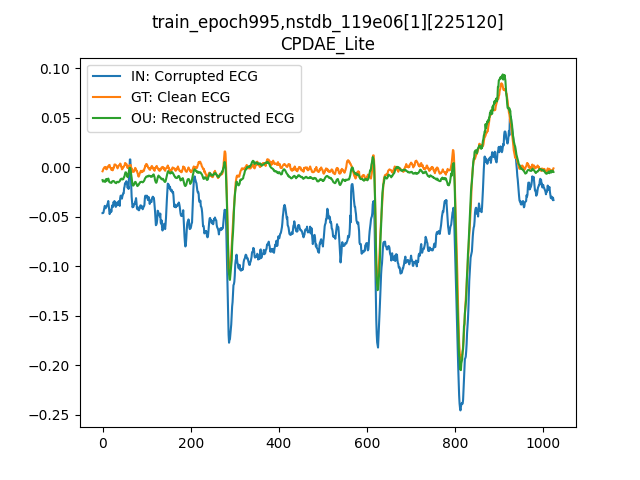 train_epoch995,nstdb_119e06[1][225120]
CPDAE_Lite
IN: Corrupted ECG
GT: Clean ECG
OU: Reconstructed ECG
0.10
0.05
0.00
−0.05
−0.10
−0.15
−0.20
−0.25
0 200 400 600 800 1000